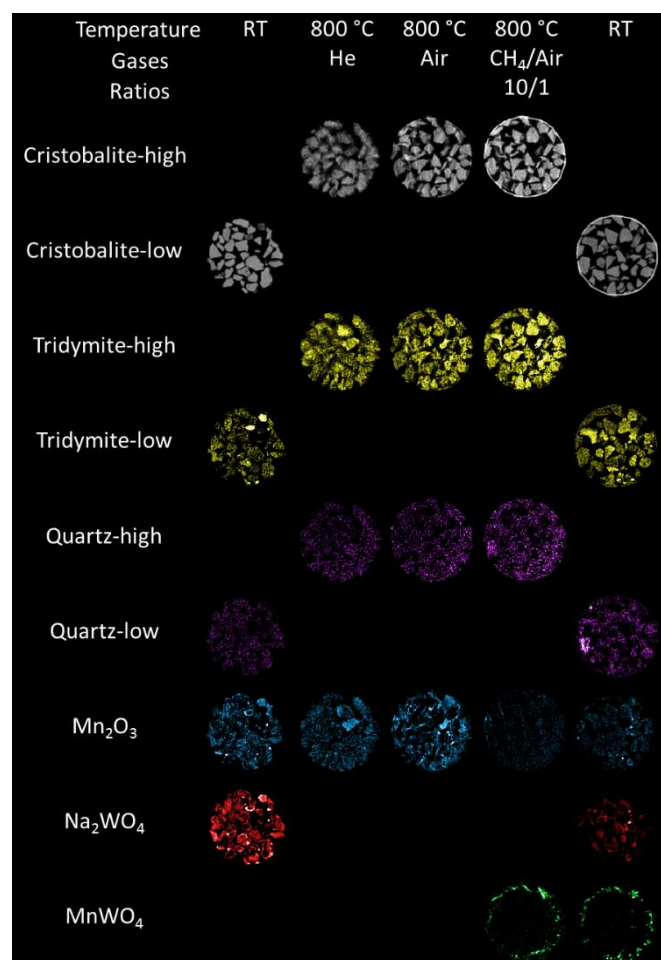 Temperature RT 800 °C 800 °C 800 °C RT
Gases He Air CH₄/Air
Ratios 10/1
Cristobalite-high
Cristobalite-low
Tridymite-high
Tridymite-low
Quartz-high
Quartz-low
Mn₂O₃
Na₂WO₄
MnWO₄